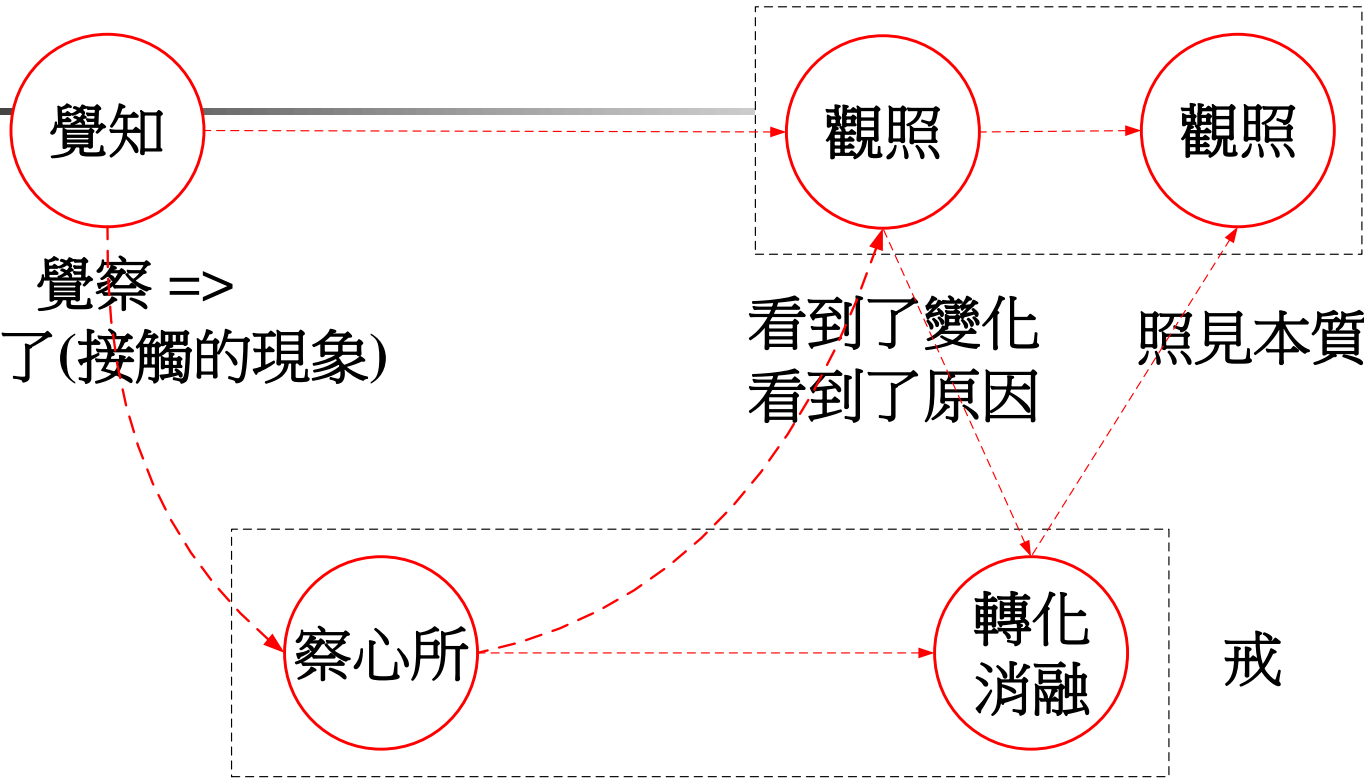 覺知
觀照
觀照
覺察 =>
了(接觸的現象)
看到了變化
看到了原因
照見本質
察心所
轉化
消融
戒